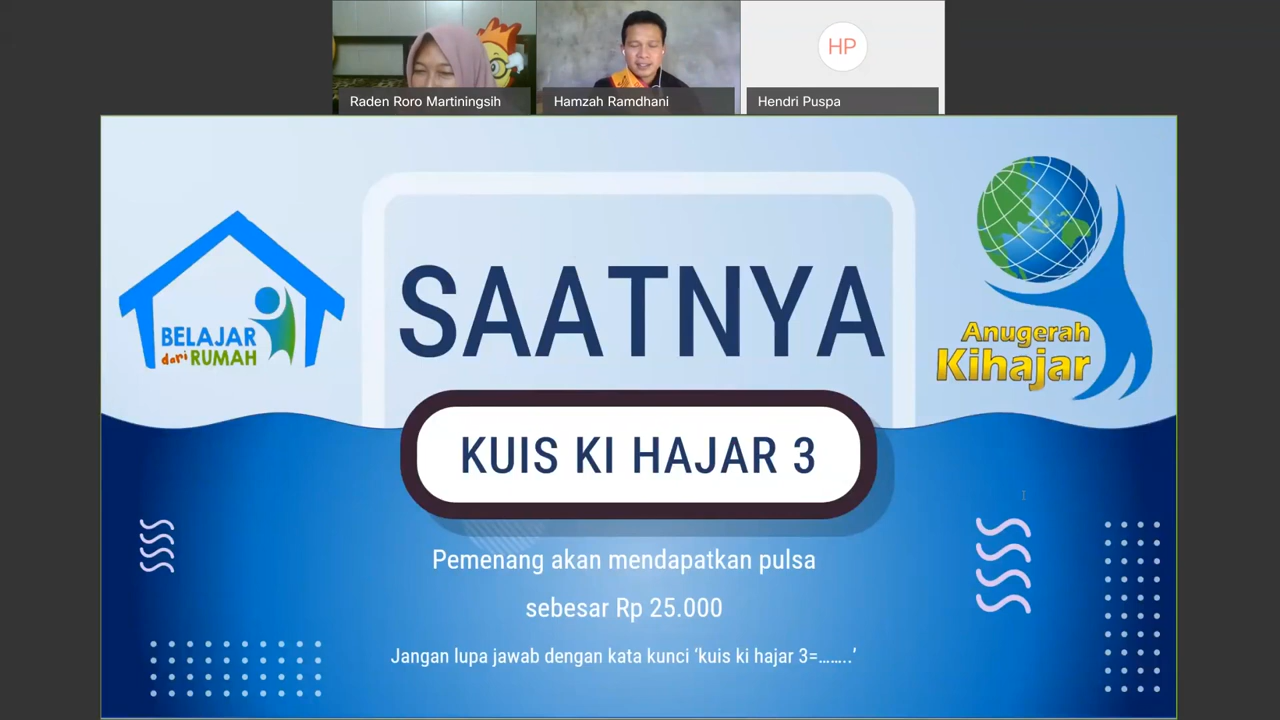 HP
Raden Roro Martiningsih
Hamzah Ramdhani
Hendri Puspa
BELAJAR
dari RUMAH
SAATNYA
Anugerah
Kihajar
KUIS KI HAJAR 3
Pemenang akan mendapatkan pulsa
sebesar Rp 25.000
Jangan lupa jawab dengan kata kunci ‘kuis ki hajar 3=……..’